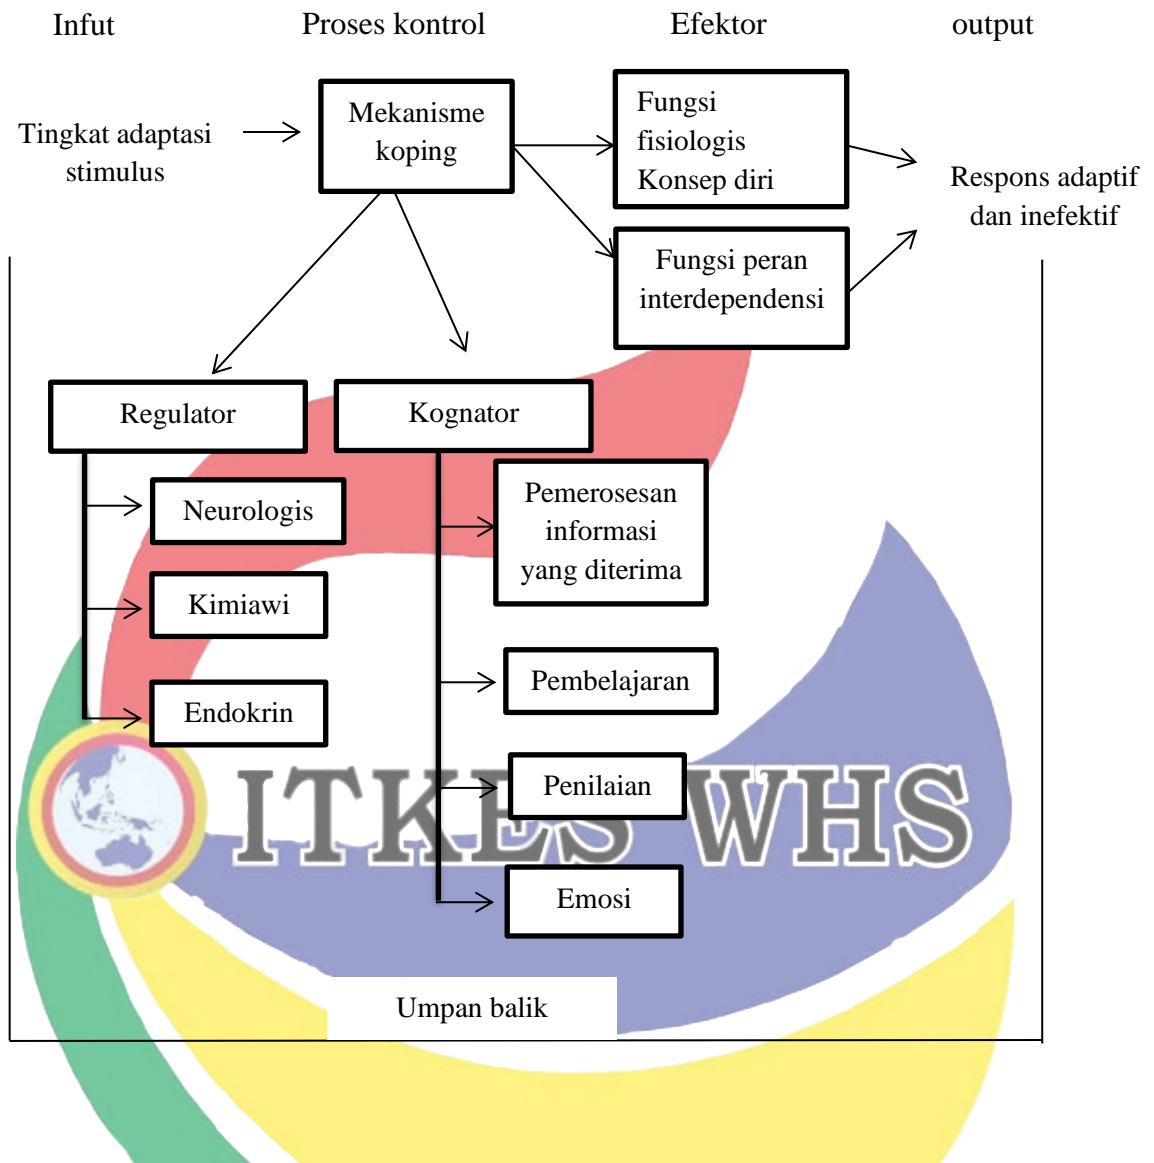 Infut Proses kontrol Efektor output
Tingkat adaptasi
stimulus
Mekanisme
koping
Fungsi
fisiologis
Konsep diri
Fungsi peran
interdependensi
Respons adaptif
dan inefektif
Regulator
Kognator
Neurologis
Kimiawi
Endokrin
Pemerosesan
informasi
yang diterima
Pembelajaran
Penilaian
Emosi
ITKES WHS
Umpan balik